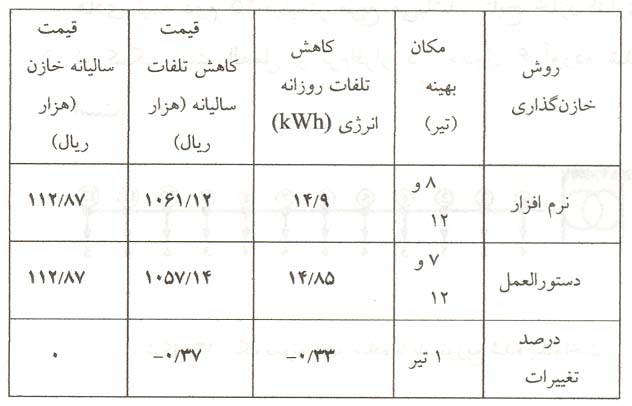 روش
خازن‌گذاری
مکان
بهینه
(تیر)
کاهش
تلفات روزانه
انرژی (kWh)
قیمت
کاهش تلفات
سالیانه (هزار
ریال)
قیمت
سالیانه خازن
(هزار
ریال)
نرم افزار
۸ و
۱۲
۱۴/۹
۱۰۶۱/۱۲
۱۱۲/۸۷
دستورالعمل
۷ و
۱۲
۱۴/۸۵
۱۰۵۷/۱۴
۱۱۲/۸۷
درصد
تغییرات
۱ تیر
−۰/۳۳
−۰/۳۷
۰